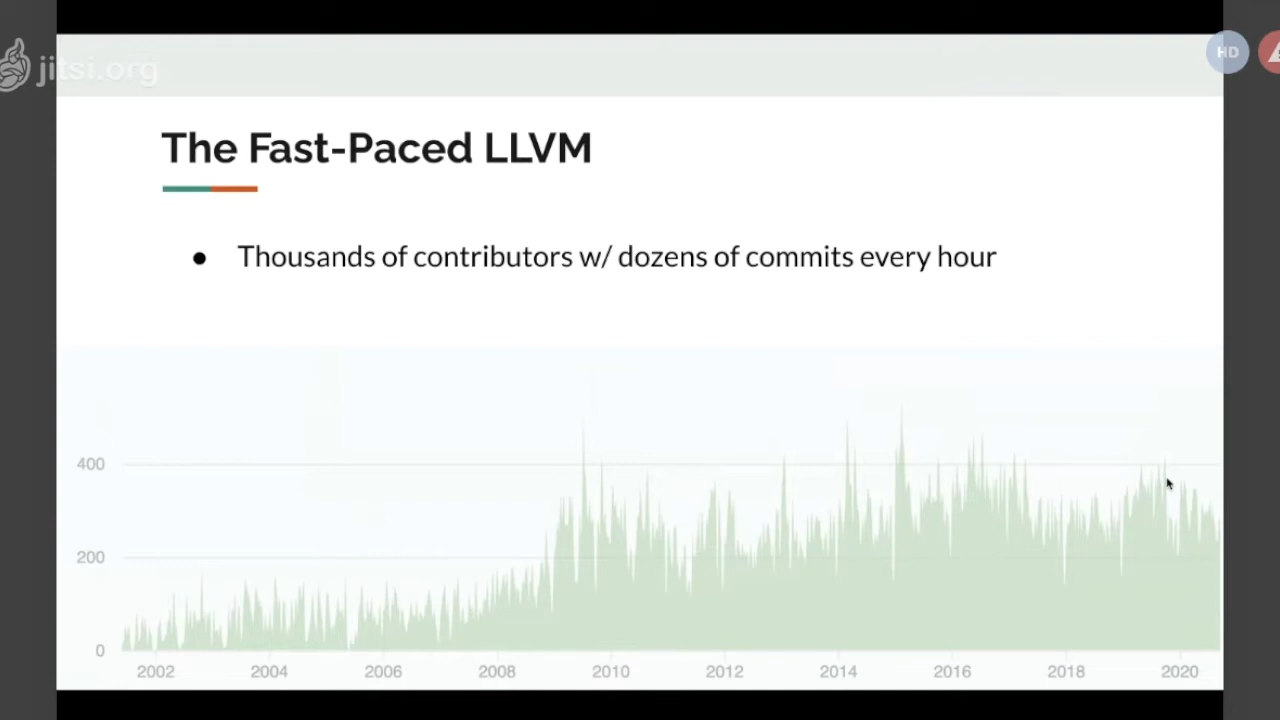 jitsi.org
HD
The Fast-Paced LLVM
● Thousands of contributors w/ dozens of commits every hour
400
200
0
2002 2004 2006 2008 2010 2012 2014 2016 2018 2020